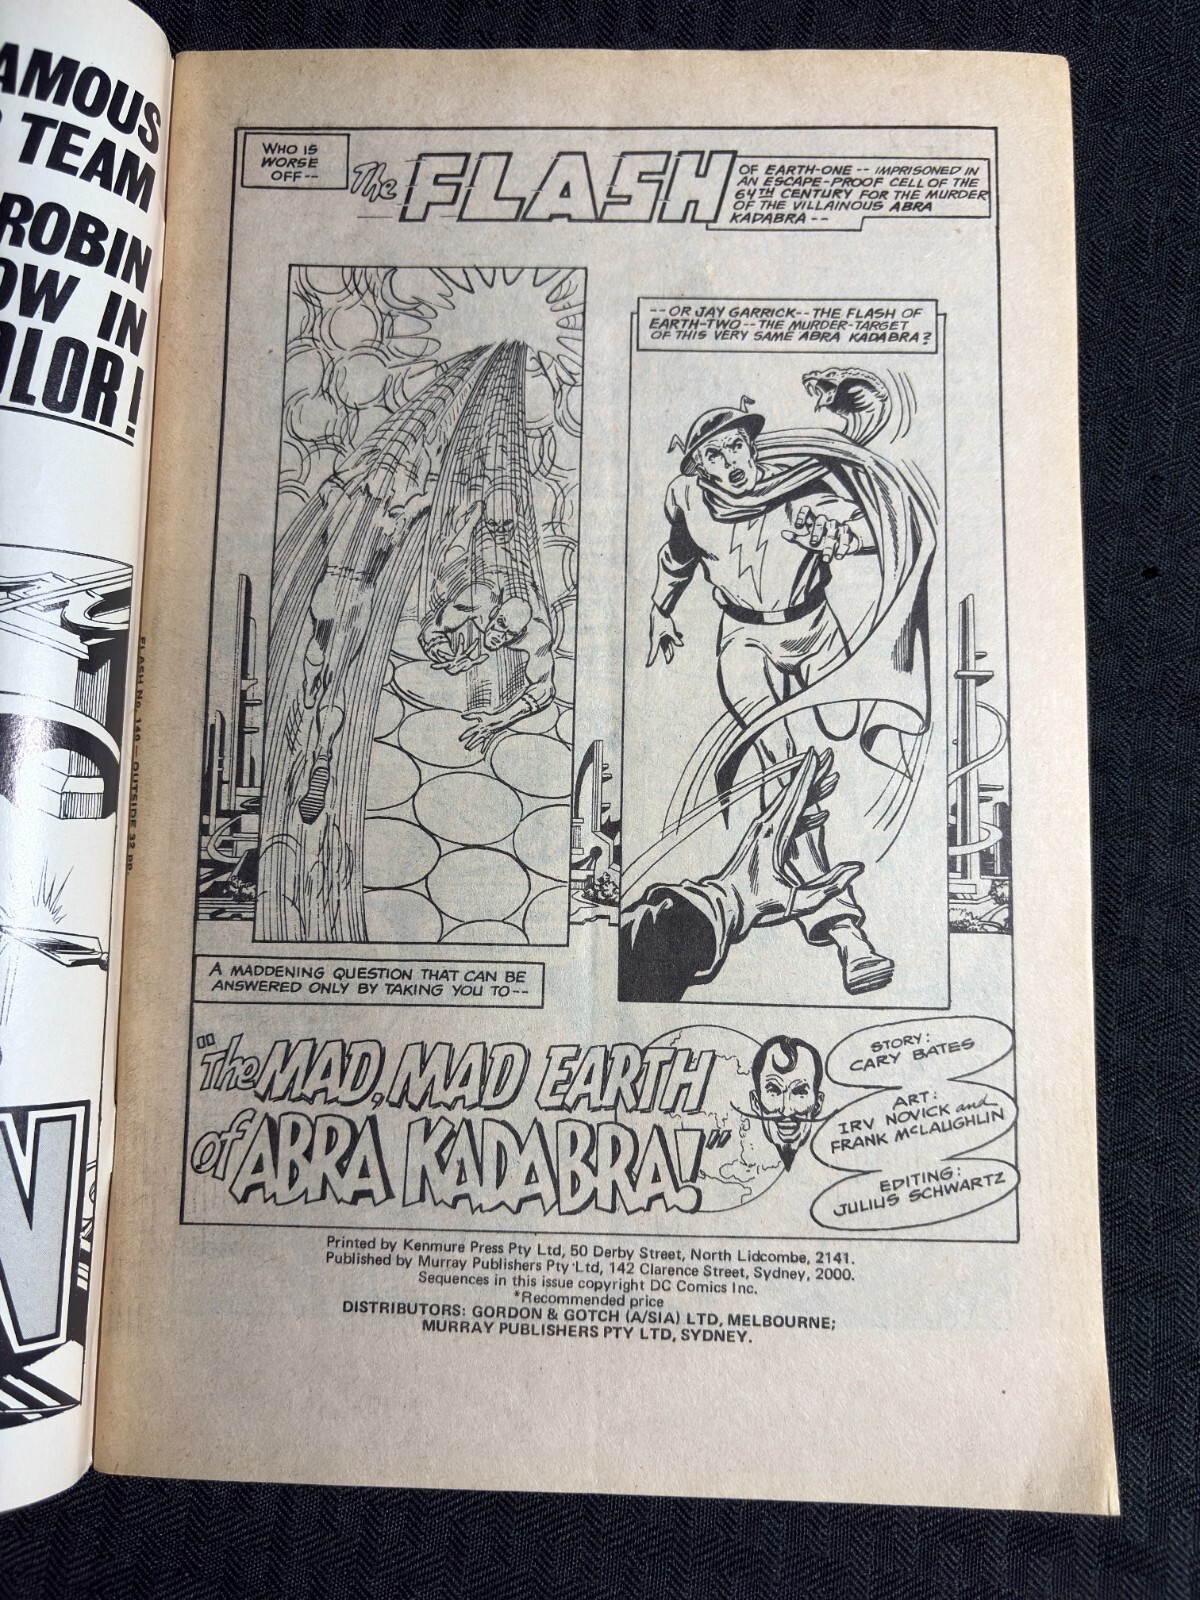 AMOUS
TEAM
ROBIN
OW IN
OLOR!
FLASH No. 140—OUTSIDE 32 pp.
WHO IS
WORSE
OFF--
The FLASH
OF EARTH-ONE -- IMPRISONED IN
AN ESCAPE-PROOF CELL OF THE
64TH CENTURY FOR THE MURDER
OF THE VILLAINOUS ABRA
KADABRA --
-- OR JAY GARRICK -- THE FLASH OF
EARTH-TWO -- THE MURDER-TARGET
OF THIS VERY SAME ABRA KADABRA?
A MADDENING QUESTION THAT CAN BE
ANSWERED ONLY BY TAKING YOU TO--
"The MAD, MAD EARTH
of ABRA KADABRA!"
STORY:
CARY BATES
ART:
IRV NOVICK and
FRANK McLAUGHLIN
EDITING:
JULIUS SCHWARTZ
Printed by Kenmure Press Pty Ltd, 50 Derby Street, North Lidcombe, 2141.
Published by Murray Publishers Pty Ltd, 142 Clarence Street, Sydney, 2000.
Sequences in this issue copyright DC Comics Inc.
*Recommended price
DISTRIBUTORS: GORDON & GOTCH (A/SIA) LTD, MELBOURNE;
MURRAY PUBLISHERS PTY LTD, SYDNEY.